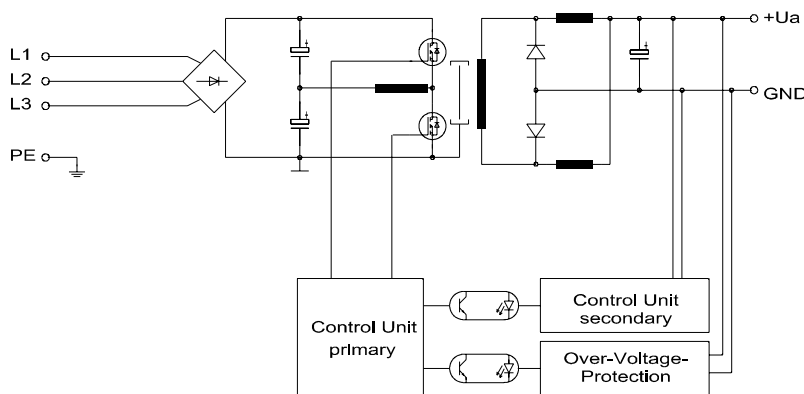 L1
L2
L3
PE
+Ua
GND
Control Unit
primary
Control Unit
secondary
Over-Voltage-
Protection